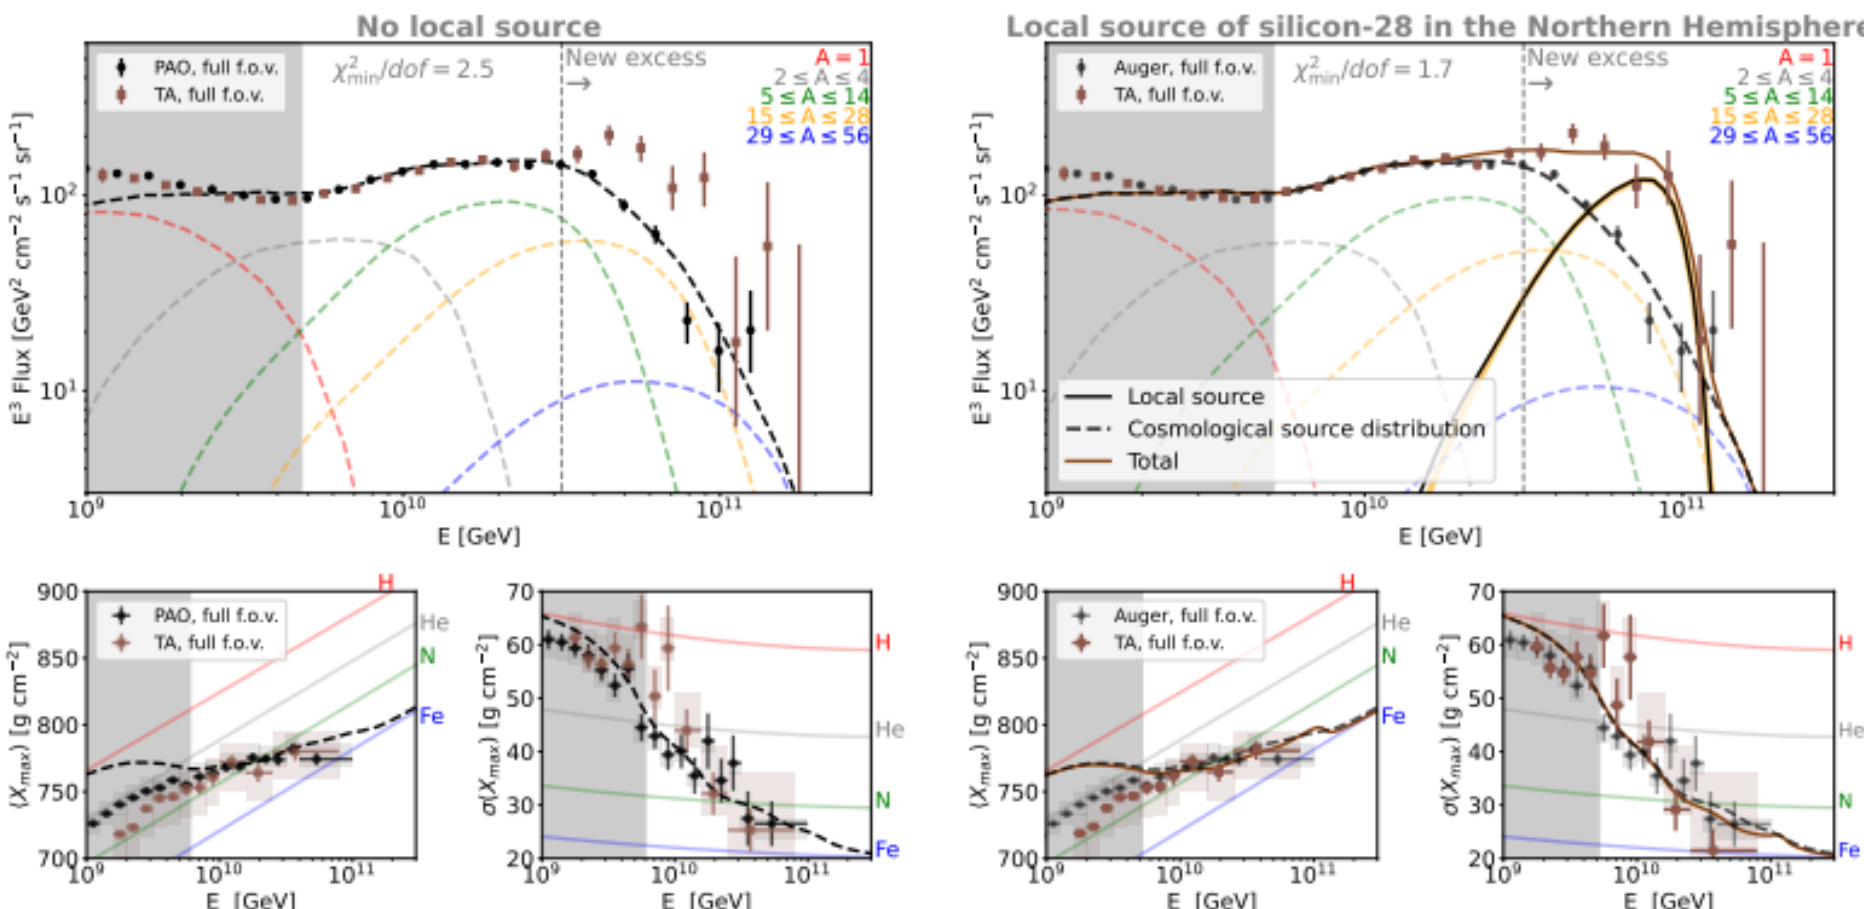 No local source
PAO, full f.o.v.
TA, full f.o.v.
χ²min/dof = 2.5
New excess
→
A = 1
2 ≤ A ≤ 4
5 ≤ A ≤ 14
15 ≤ A ≤ 28
29 ≤ A ≤ 56
E³ Flux [GeV² cm⁻² s⁻¹ sr⁻¹]
10²
10¹
10⁹
10¹⁰
10¹¹
E [GeV]
Local source of silicon-28 in the Northern Hemisphere
Auger, full f.o.v.
TA, full f.o.v.
χ²min/dof = 1.7
New excess
→
A = 1
2 ≤ A ≤ 4
5 ≤ A ≤ 14
15 ≤ A ≤ 28
29 ≤ A ≤ 56
E³ Flux [GeV² cm⁻² s⁻¹ sr⁻¹]
10²
10¹
Local source
Cosmological source distribution
Total
10⁹
10¹⁰
10¹¹
E [GeV]
PAO, full f.o.v.
TA, full f.o.v.
⟨Xmax⟩ [g cm⁻²]
900
850
800
750
700
H
He
N
Fe
10⁹
10¹⁰
10¹¹
E [GeV]
σ(Xmax) [g cm⁻²]
70
60
50
40
30
20
H
He
N
Fe
10⁹
10¹⁰
10¹¹
E [GeV]
Auger, full f.o.v.
TA, full f.o.v.
⟨Xmax⟩ [g cm⁻²]
900
850
800
750
700
H
He
N
Fe
10⁹
10¹⁰
10¹¹
E [GeV]
σ(Xmax) [g cm⁻²]
70
60
50
40
30
20
H
He
N
Fe
10⁹
10¹⁰
10¹¹
E [GeV]